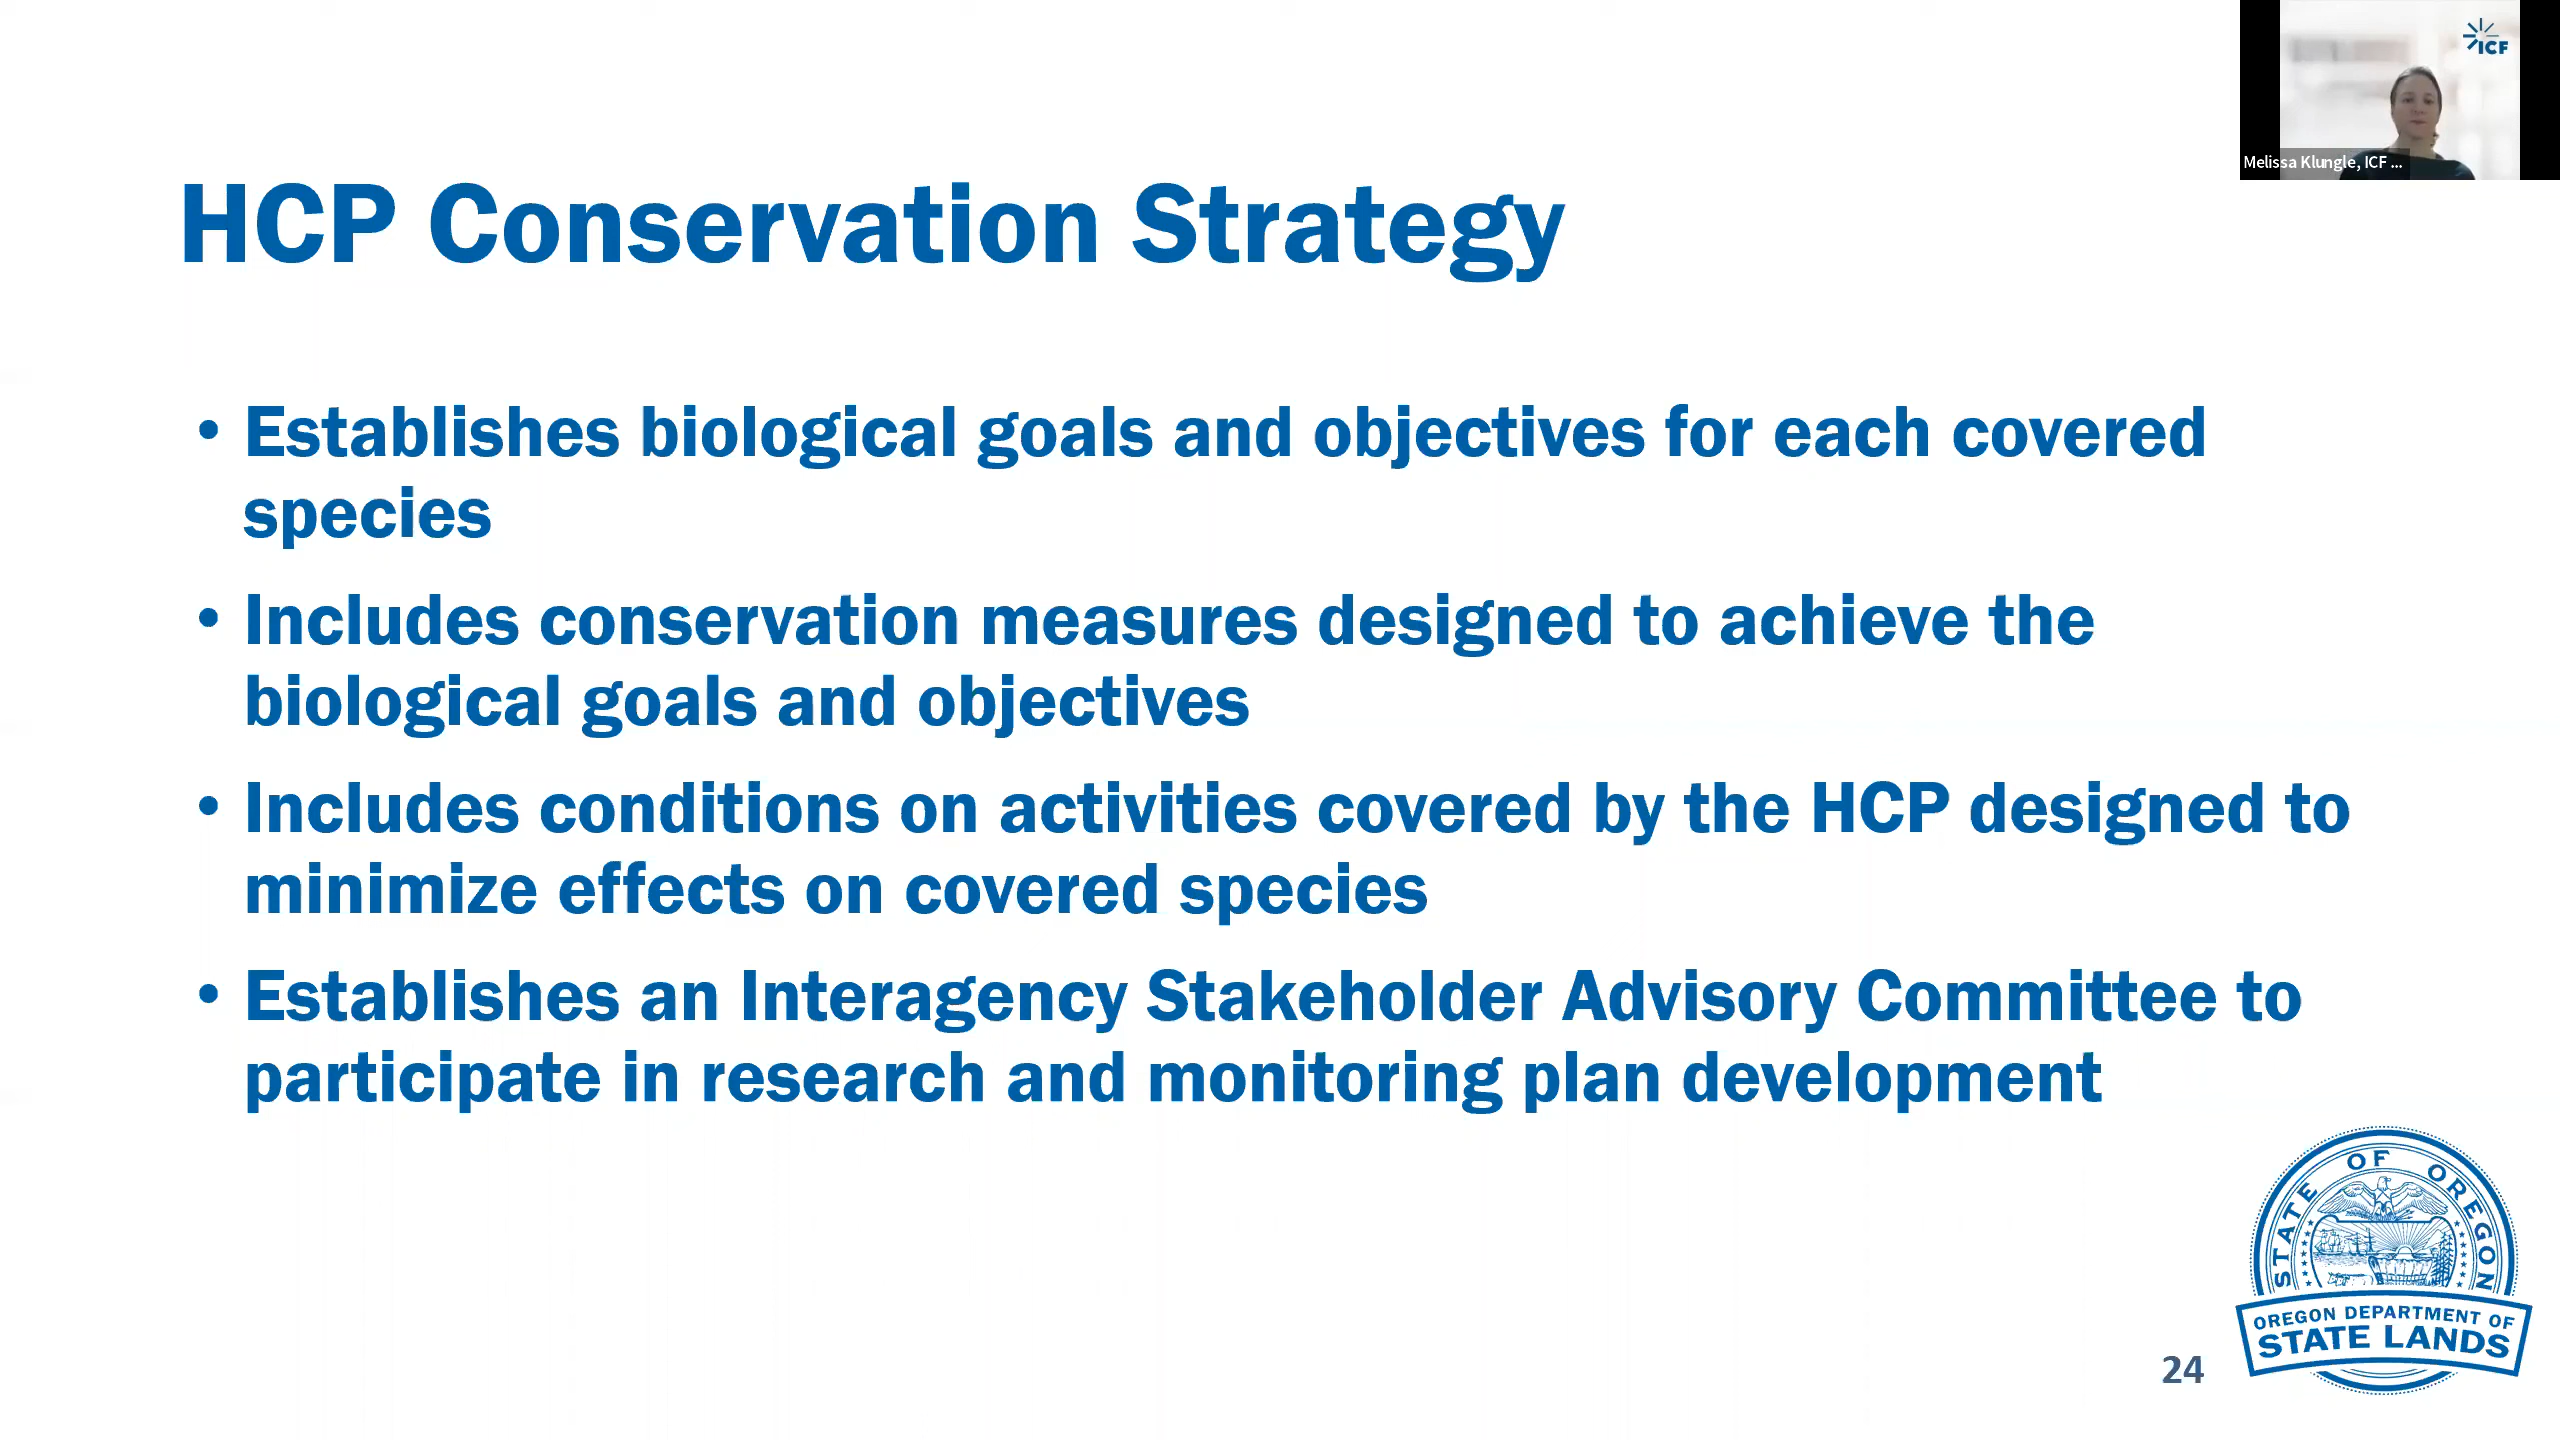 ICF
Melissa Klungle, ICF ...
HCP Conservation Strategy
• Establishes biological goals and objectives for each covered
species
• Includes conservation measures designed to achieve the
biological goals and objectives
• Includes conditions on activities covered by the HCP designed to
minimize effects on covered species
• Establishes an Interagency Stakeholder Advisory Committee to
participate in research and monitoring plan development
STATE OF OREGON
OREGON DEPARTMENT OF
STATE LANDS
24